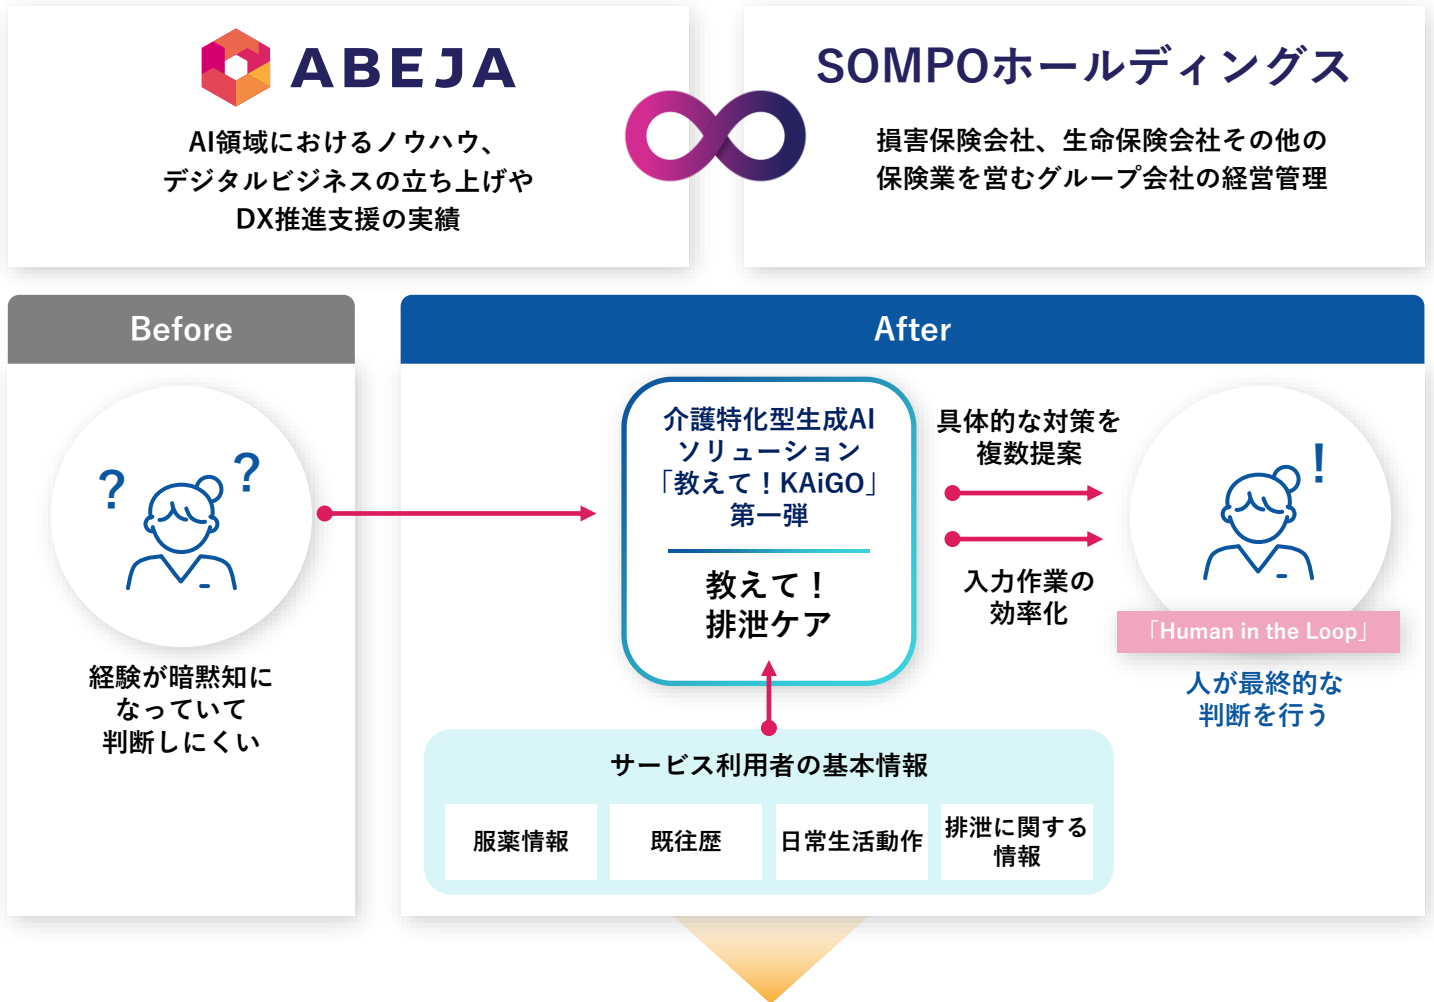 ABEJA
AI領域におけるノウハウ、
デジタルビジネスの立ち上げや
DX推進支援の実績
SOMPOホールディングス
損害保険会社、生命保険会社その他の
保険業を営むグループ会社の経営管理
Before
? ?
経験が暗黙知に
なっていて
判断しにくい
After
介護特化型生成AI
ソリューション
「教えて！KAiGO」
第一弾
教えて！
排泄ケア
具体的な対策を
複数提案
入力作業の
効率化
!
「Human in the Loop」
人が最終的な
判断を行う
サービス利用者の基本情報
服薬情報
既往歴
日常生活動作
排泄に関する
情報